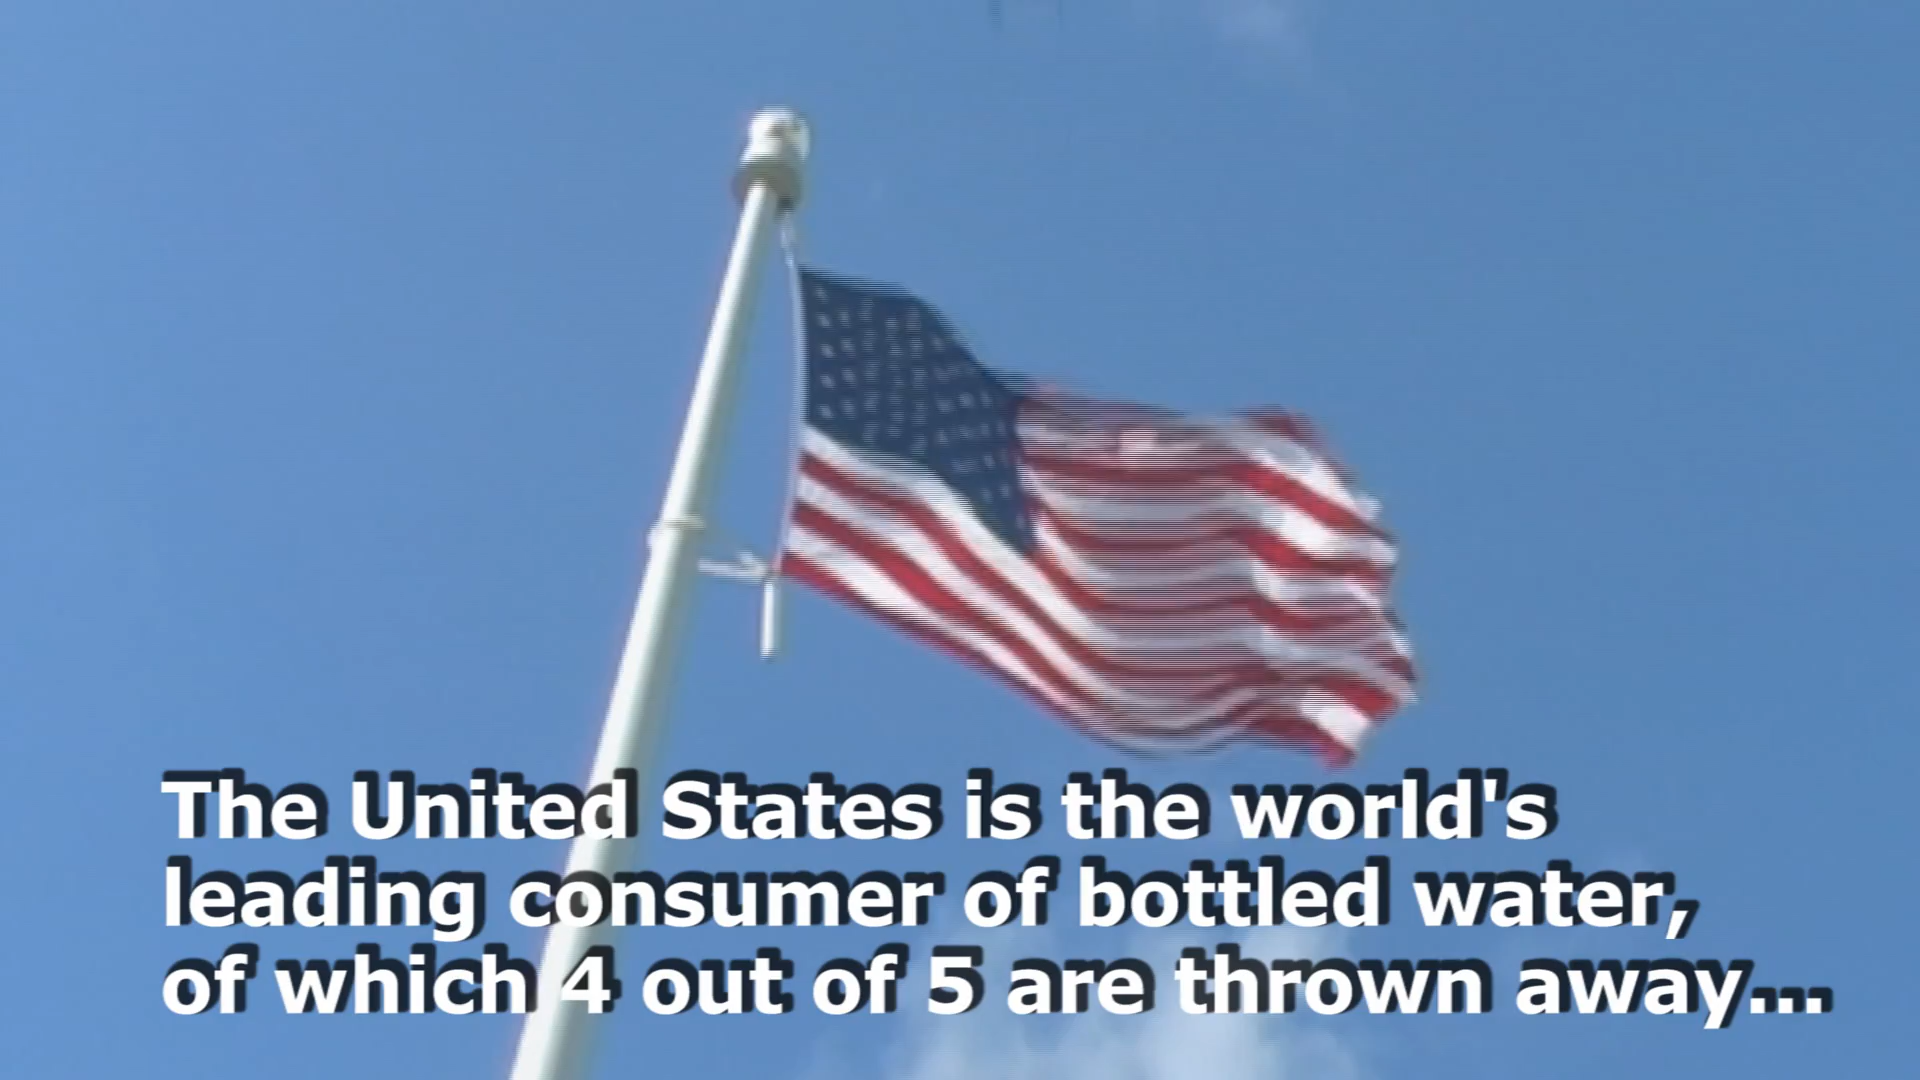 The United States is the world's
leading consumer of bottled water,
of which 4 out of 5 are thrown away...